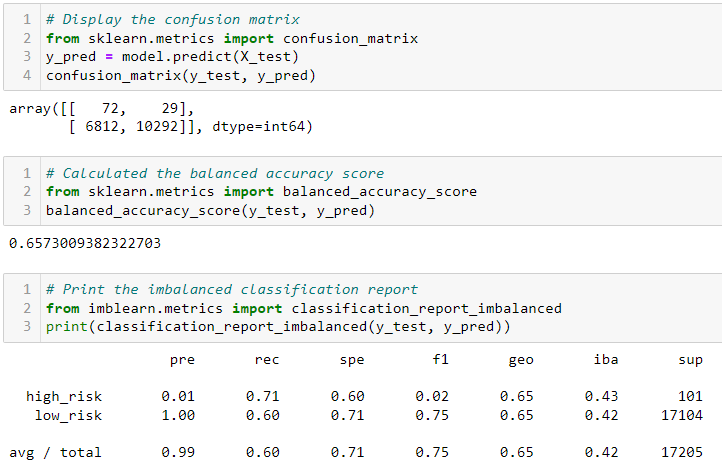 1 # Display the confusion matrix
2 from sklearn.metrics import confusion_matrix
3 y_pred = model.predict(X_test)
4 confusion_matrix(y_test, y_pred)
array([[   72,    29],
       [ 6812, 10292]], dtype=int64)
1 # Calculated the balanced accuracy score
2 from sklearn.metrics import balanced_accuracy_score
3 balanced_accuracy_score(y_test, y_pred)
0.6573009382322703
1 # Print the imbalanced classification report
2 from imblearn.metrics import classification_report_imbalanced
3 print(classification_report_imbalanced(y_test, y_pred))
pre rec spe f1 geo iba sup
high_risk 0.01 0.71 0.60 0.02 0.65 0.43 101
low_risk 1.00 0.60 0.71 0.75 0.65 0.42 17104
avg / total 0.99 0.60 0.71 0.75 0.65 0.42 17205